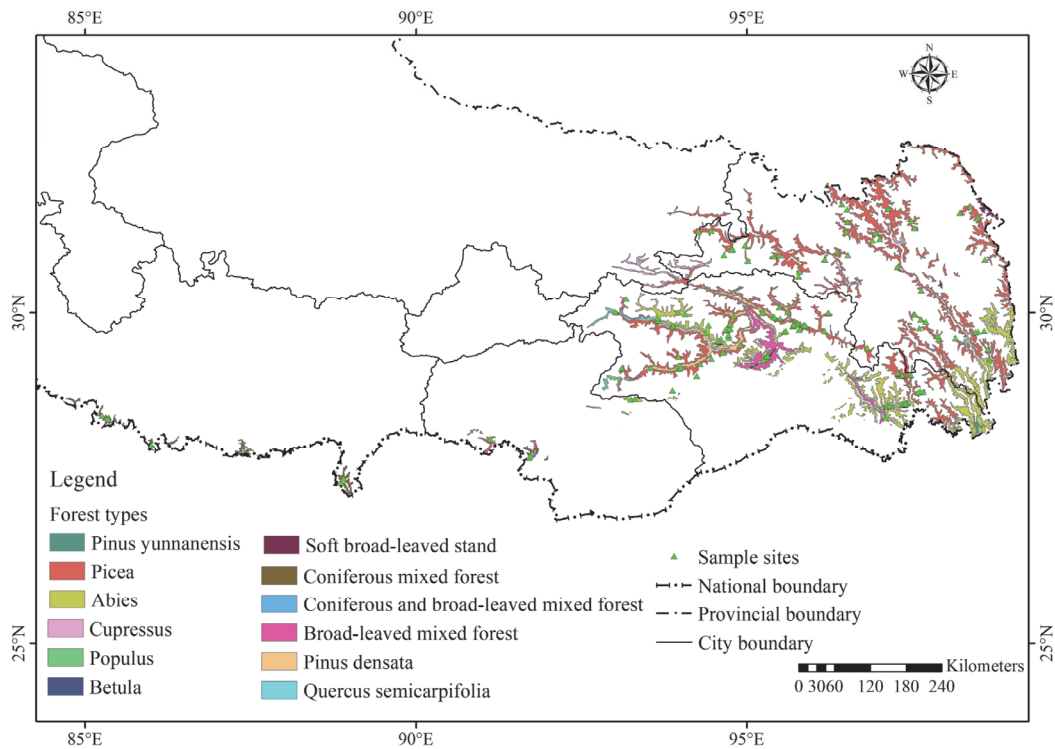 85°E 90°E 95°E
N
W E
S
30°N 30°N
Legend
Forest types
Pinus yunnanensis
Picea
Abies
Cupressus
Populus
Betula
Soft broad-leaved stand
Coniferous mixed forest
Coniferous and broad-leaved mixed forest
Broad-leaved mixed forest
Pinus densata
Quercus semicarpifolia
Sample sites
National boundary
Provincial boundary
City boundary
Kilometers
0 30 60 120 180 240
25°N 25°N
85°E 90°E 95°E